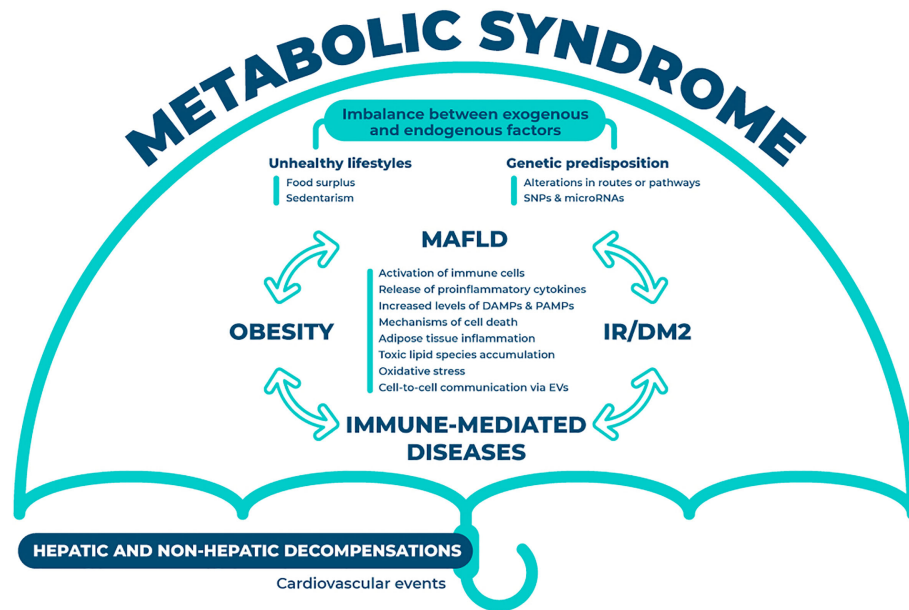 METABOLIC SYNDROME
Imbalance between exogenous
and endogenous factors
Unhealthy lifestyles
Food surplus
Sedentarism
Genetic predisposition
Alterations in routes or pathways
SNPs & microRNAs
MAFLD
Activation of immune cells
Release of proinflammatory cytokines
Increased levels of DAMPs & PAMPs
Mechanisms of cell death
Adipose tissue inflammation
Toxic lipid species accumulation
Oxidative stress
Cell-to-cell communication via EVs
OBESITY
IR/DM2
IMMUNE-MEDIATED
DISEASES
HEPATIC AND NON-HEPATIC DECOMPENSATIONS
Cardiovascular events